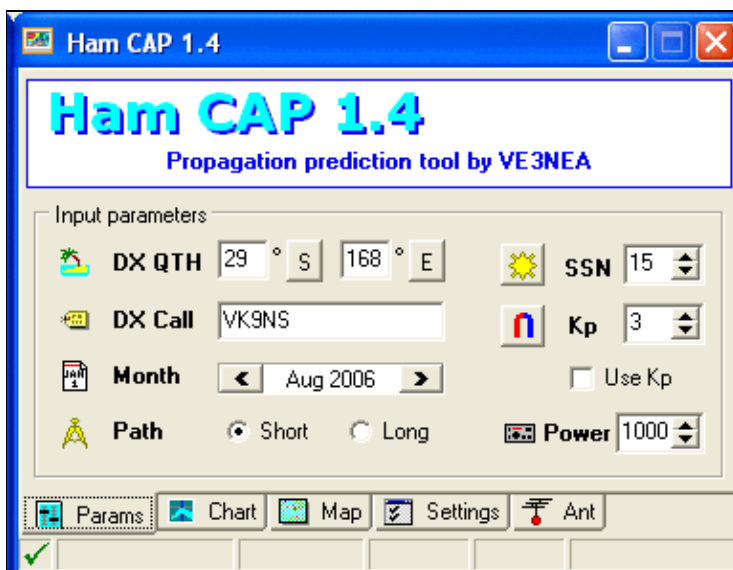 Ham CAP 1.4
Ham CAP 1.4
Propagation prediction tool by VE3NEA
Input parameters
DX QTH 29 ° S 168 ° E SSN 15
DX Call VK9NS Kp 3
JAN 1 Month < Aug 2006 > Use Kp
Path Short Long Power 1000
Params Chart Map Settings Ant